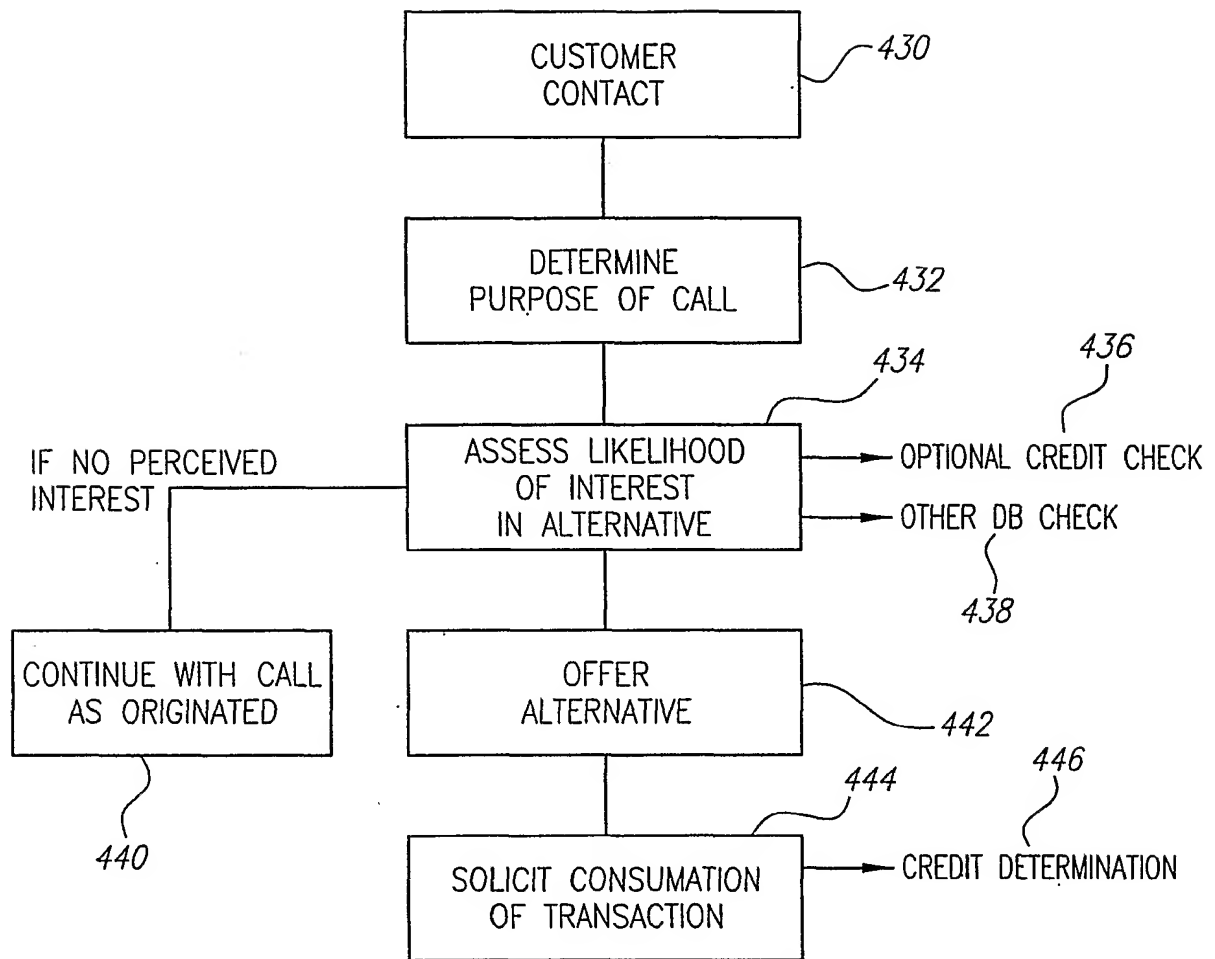 CUSTOMER
CONTACT
430
DETERMINE
PURPOSE OF CALL
432
434
436
IF NO PERCEIVED
INTEREST
ASSESS LIKELIHOOD
OF INTEREST
IN ALTERNATIVE
OPTIONAL CREDIT CHECK
OTHER DB CHECK
438
CONTINUE WITH CALL
AS ORIGINATED
440
OFFER
ALTERNATIVE
442
444
446
SOLICIT CONSUMATION
OF TRANSACTION
CREDIT DETERMINATION